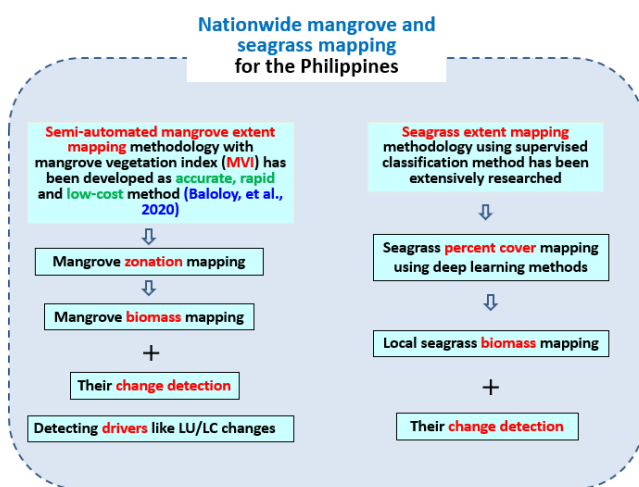 Nationwide mangrove and
seagrass mapping
for the Philippines
Semi-automated mangrove extent
mapping methodology with
mangrove vegetation index (MVI) has
been developed as accurate, rapid
and low-cost method (Baloloy, et al.,
2020)
Mangrove zonation mapping
Mangrove biomass mapping
+
Their change detection
Detecting drivers like LU/LC changes
Seagrass extent mapping
methodology using supervised
classification method has been
extensively researched
Seagrass percent cover mapping
using deep learning methods
Local seagrass biomass mapping
+
Their change detection